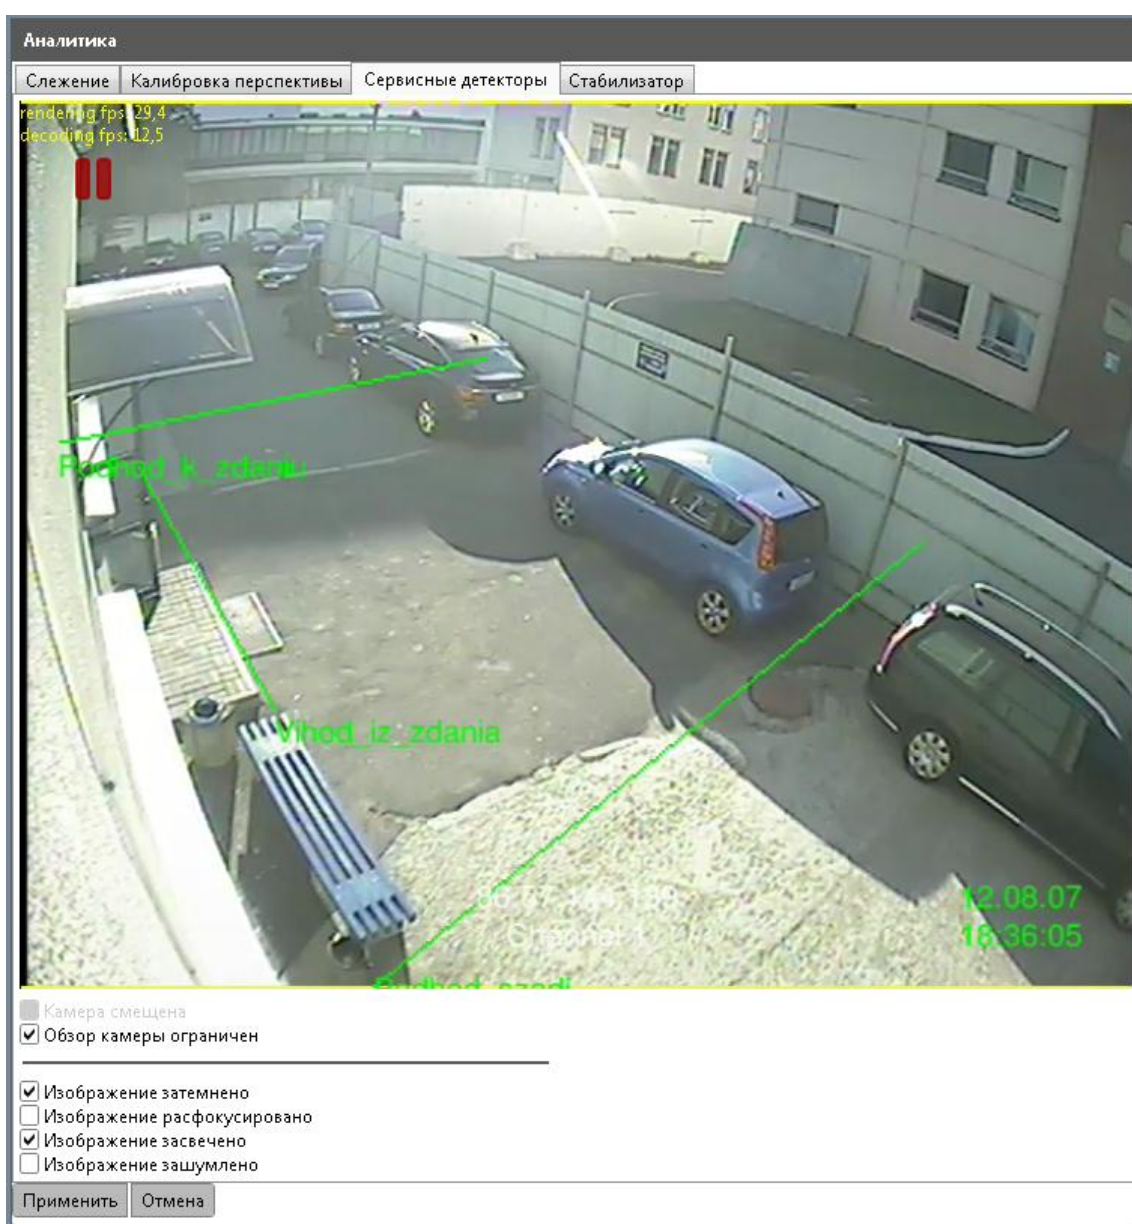 Аналитика
Слежение Калибровка перспективы Сервисные детекторы Стабилизатор
rendering fps: 29,4
decoding fps: 12,5
Podhod_k_zdaniu
Vihod_iz_zdania
12.08.07
Channel
18:36:05
Камера смещена
Обзор камеры ограничен
Изображение затемнено
Изображение расфокусировано
Изображение засвечено
Изображение зашумлено
Применить Отмена